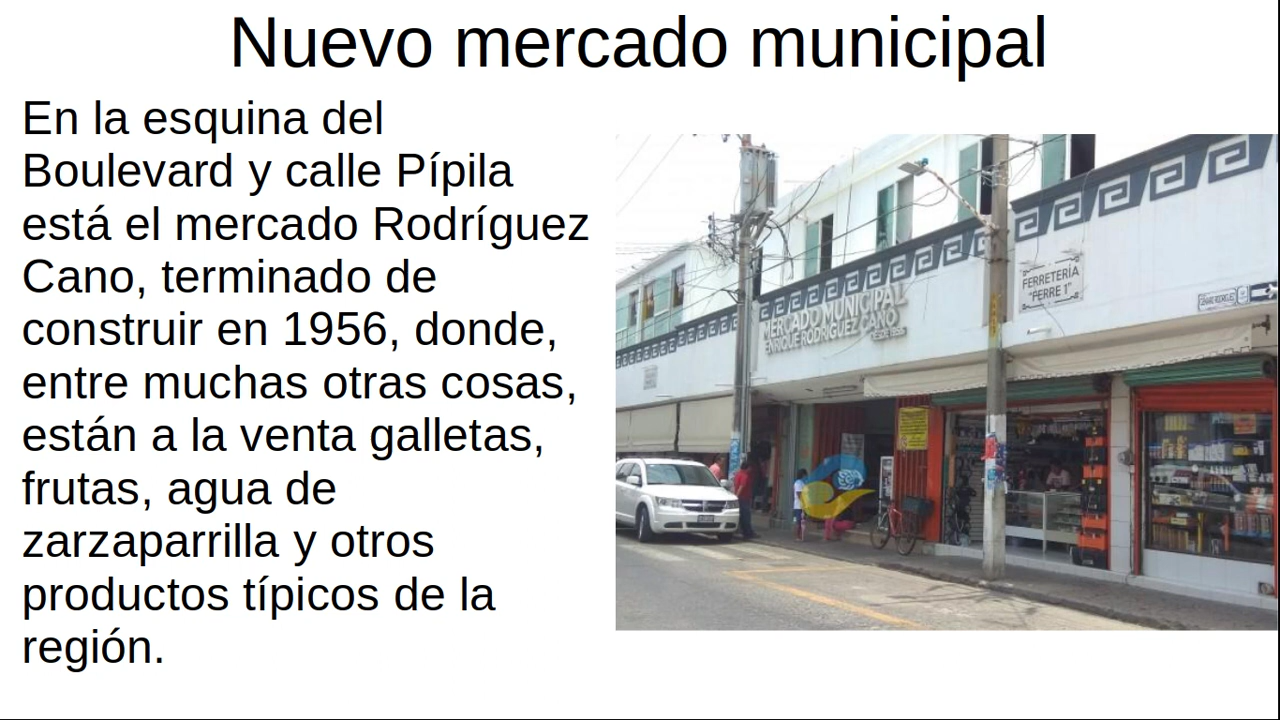 Nuevo mercado municipal
En la esquina del
Boulevard y calle Pípila
está el mercado Rodríguez
Cano, terminado de
construir en 1956, donde,
entre muchas otras cosas,
están a la venta galletas,
frutas, agua de
zarzaparrilla y otros
productos típicos de la
región.
MERCADO MUNICIPAL
ENRIQUE RODRIGUEZ CANO
FERRETERÍA
"FERRE 1"